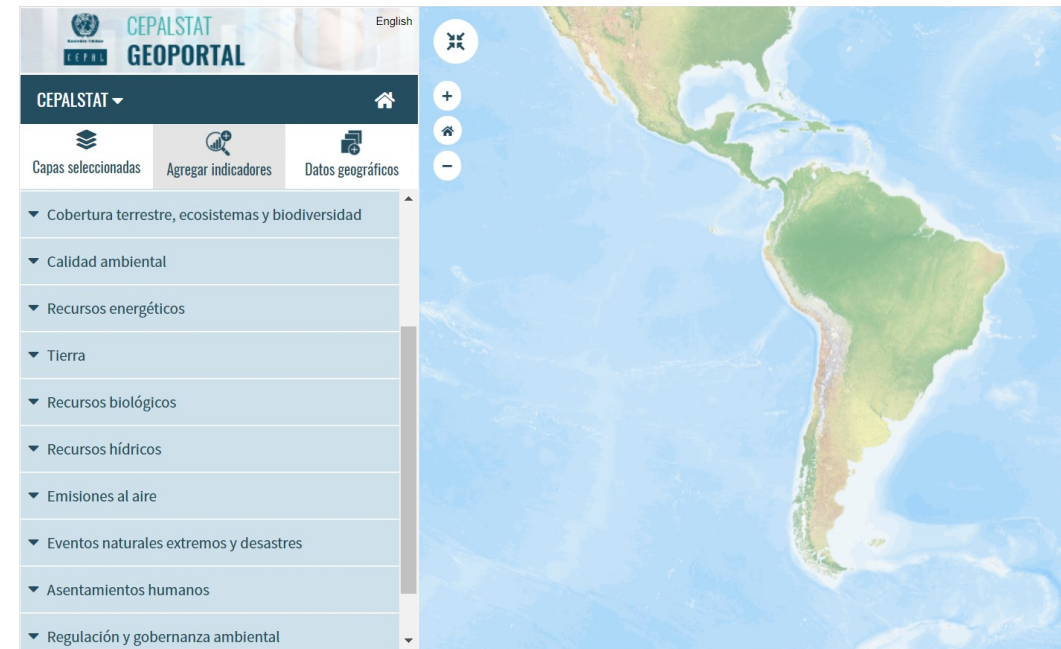 CEPALSTAT
GEOPORTAL
CEPAL
English
CEPALSTAT
Capas seleccionadas
Agregar indicadores
Datos geográficos
Cobertura terrestre, ecosistemas y biodiversidad
Calidad ambiental
Recursos energéticos
Tierra
Recursos biológicos
Recursos hídricos
Emisiones al aire
Eventos naturales extremos y desastres
Asentamientos humanos
Regulación y gobernanza ambiental